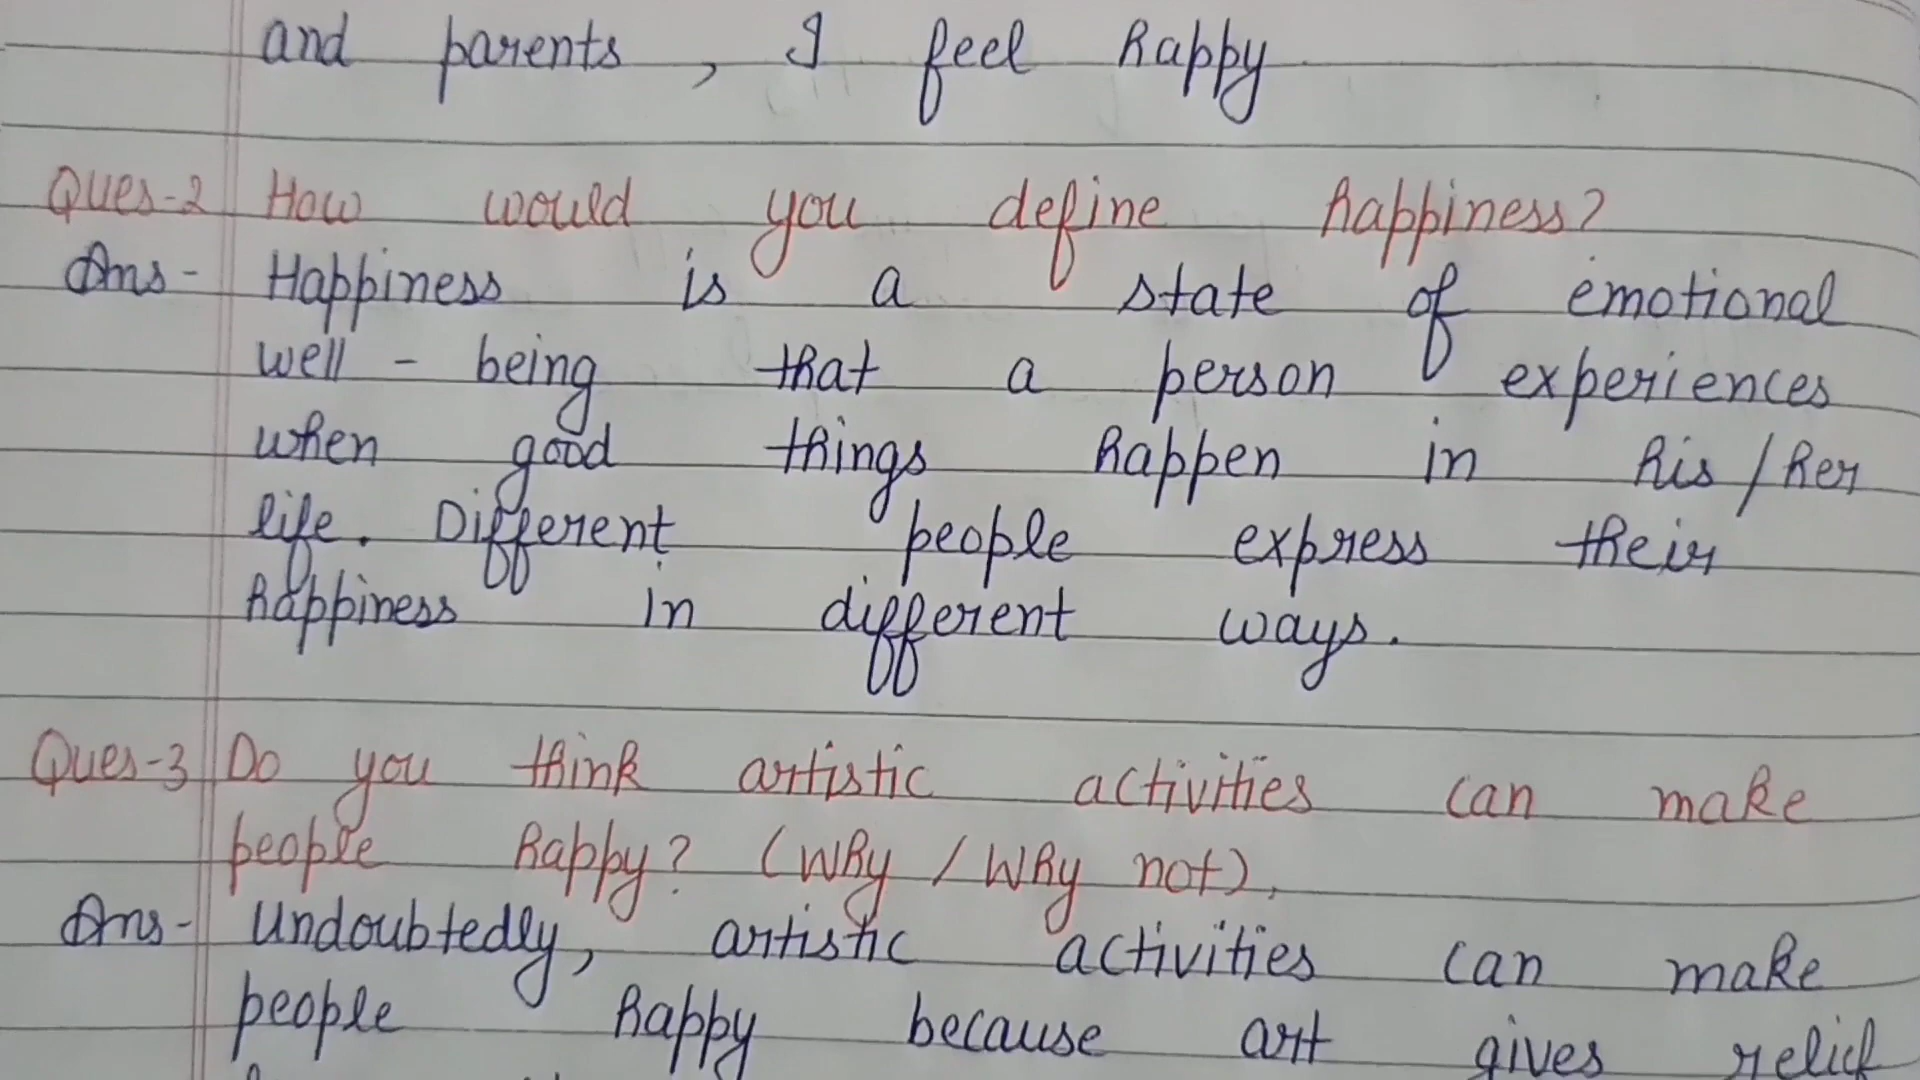 and parents, I feel happy
Ques-2 How would you define happiness?
Ans- Happiness is a state of emotional
well-being that a person experiences
when good things happen in his/her
life. Different people express their
happiness in different ways.
Ques-3 Do you think artistic activities can make
people happy? (Why/Why not),
Ans- Undoubtedly, artistic activities can make
people happy because art gives relief